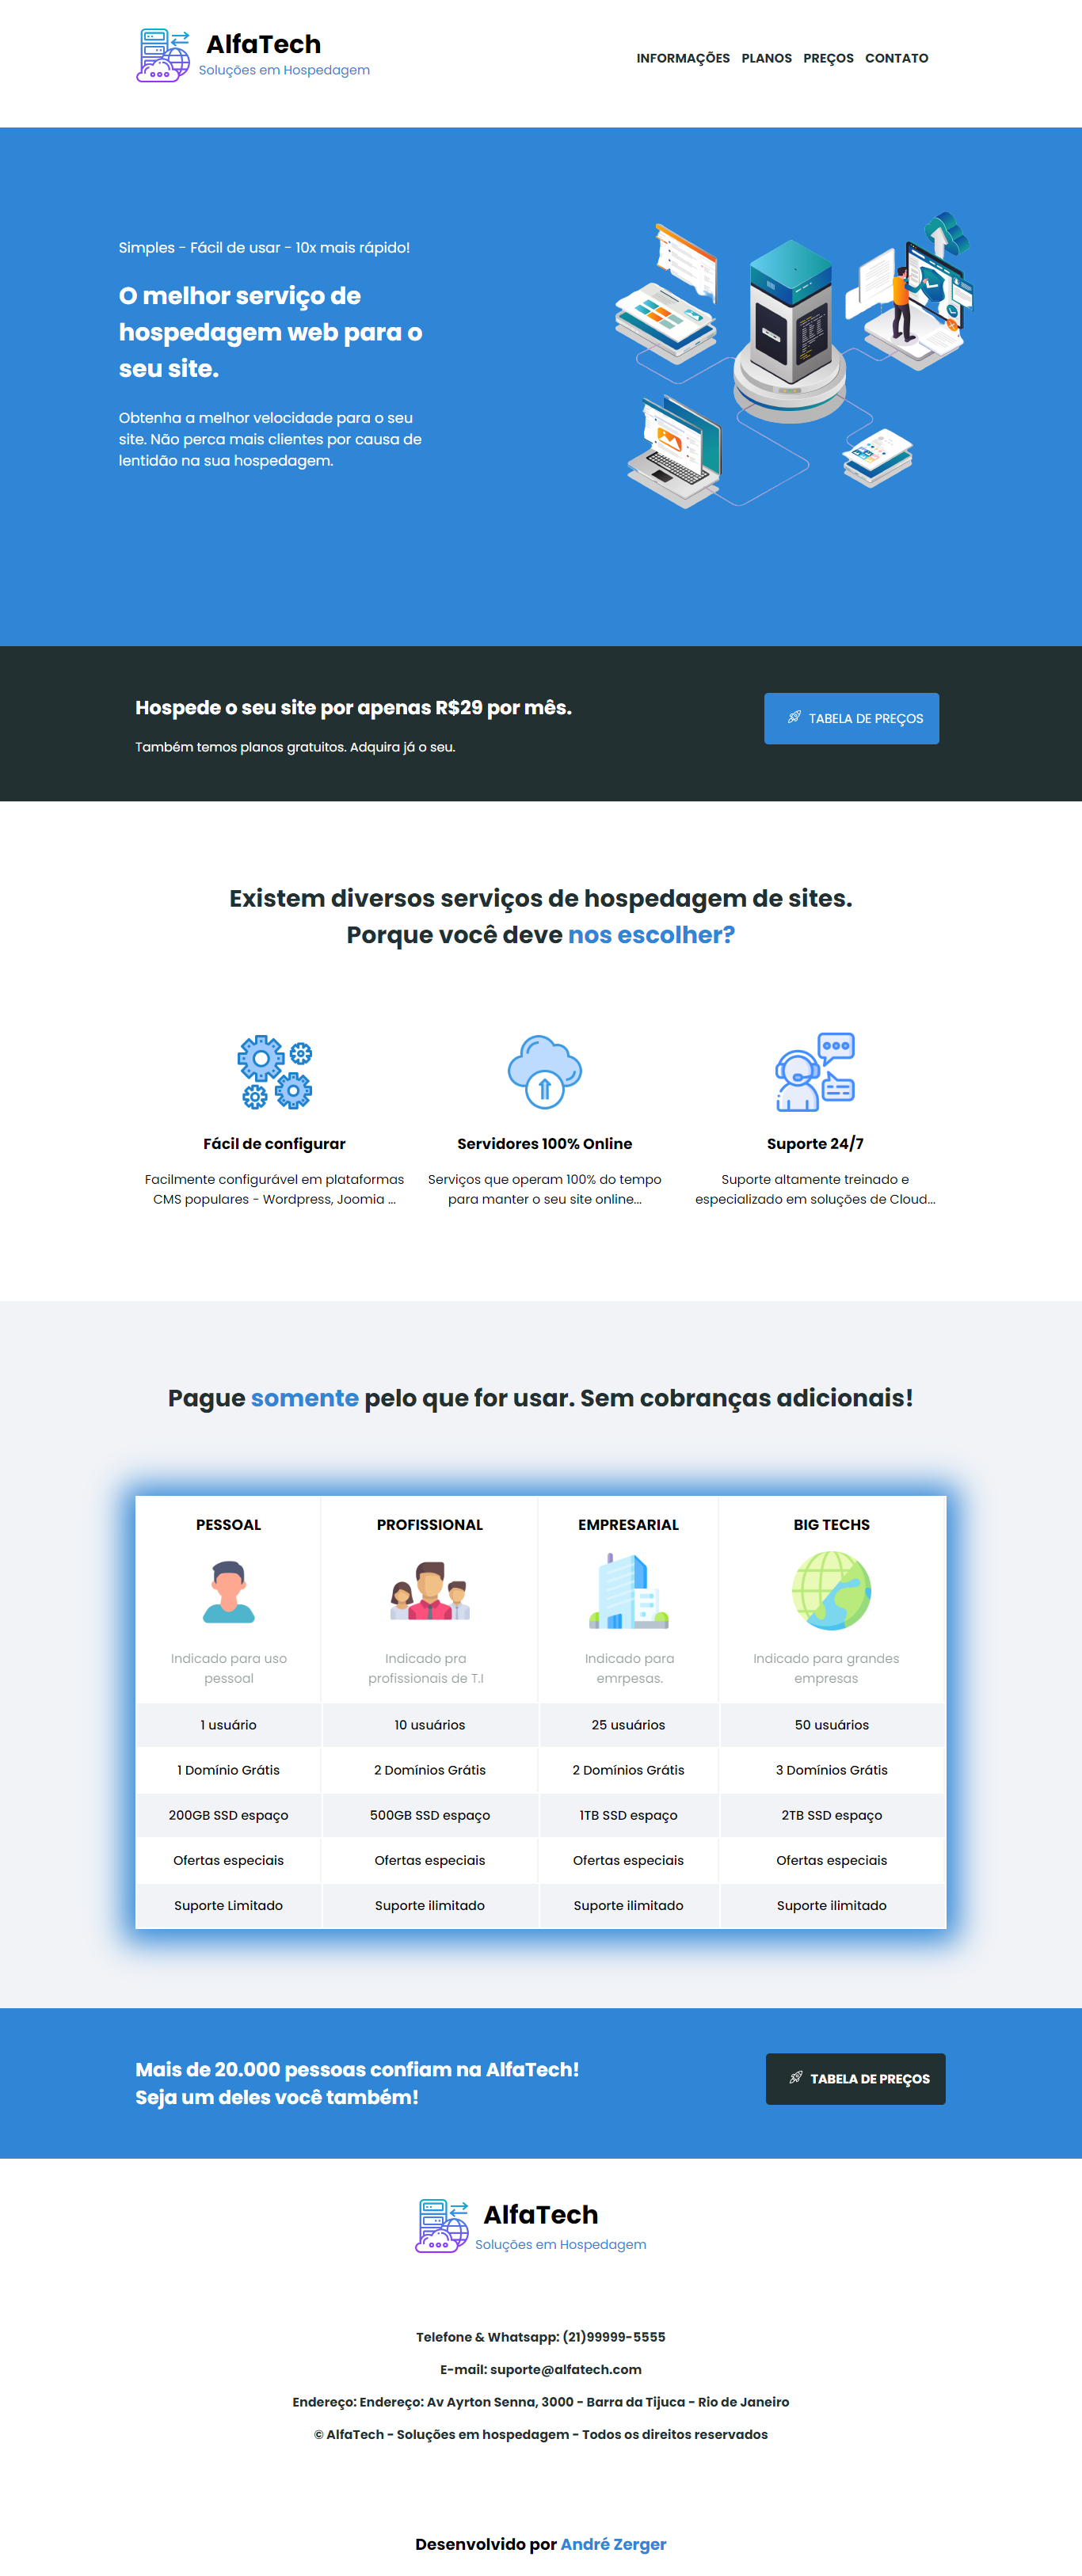 AlfaTech
Soluções em Hospedagem
INFORMAÇÕES PLANOS PREÇOS CONTATO
Simples - Fácil de usar - 10x mais rápido!
O melhor serviço de
hospedagem web para o
seu site.
Obtenha a melhor velocidade para o seu
site. Não perca mais clientes por causa de
lentidão na sua hospedagem.
Hospede o seu site por apenas R$29 por mês.
Também temos planos gratuitos. Adquira já o seu.
TABELA DE PREÇOS
Existem diversos serviços de hospedagem de sites.
Porque você deve nos escolher?
Fácil de configurar
Facilmente configurável em plataformas
CMS populares - Wordpress, Joomia ...
Servidores 100% Online
Serviços que operam 100% do tempo
para manter o seu site online...
Suporte 24/7
Suporte altamente treinado e
especializado em soluções de Cloud...
Pague somente pelo que for usar. Sem cobranças adicionais!
PESSOAL PROFISSIONAL EMPRESARIAL BIG TECHS
Indicado para uso
pessoal
Indicado pra
profissionais de T.I
Indicado para
emrpesas.
Indicado para grandes
empresas
1 usuário 10 usuários 25 usuários 50 usuários
1 Domínio Grátis 2 Domínios Grátis 2 Domínios Grátis 3 Domínios Grátis
200GB SSD espaço 500GB SSD espaço 1TB SSD espaço 2TB SSD espaço
Ofertas especiais Ofertas especiais Ofertas especiais Ofertas especiais
Suporte Limitado Suporte ilimitado Suporte ilimitado Suporte ilimitado
Mais de 20.000 pessoas confiam na AlfaTech!
Seja um deles você também!
TABELA DE PREÇOS
AlfaTech
Soluções em Hospedagem
Telefone & Whatsapp: (21)99999-5555
E-mail: suporte@alfatech.com
Endereço: Endereço: Av Ayrton Senna, 3000 - Barra da Tijuca - Rio de Janeiro
© AlfaTech - Soluções em hospedagem - Todos os direitos reservados
Desenvolvido por André Zerger